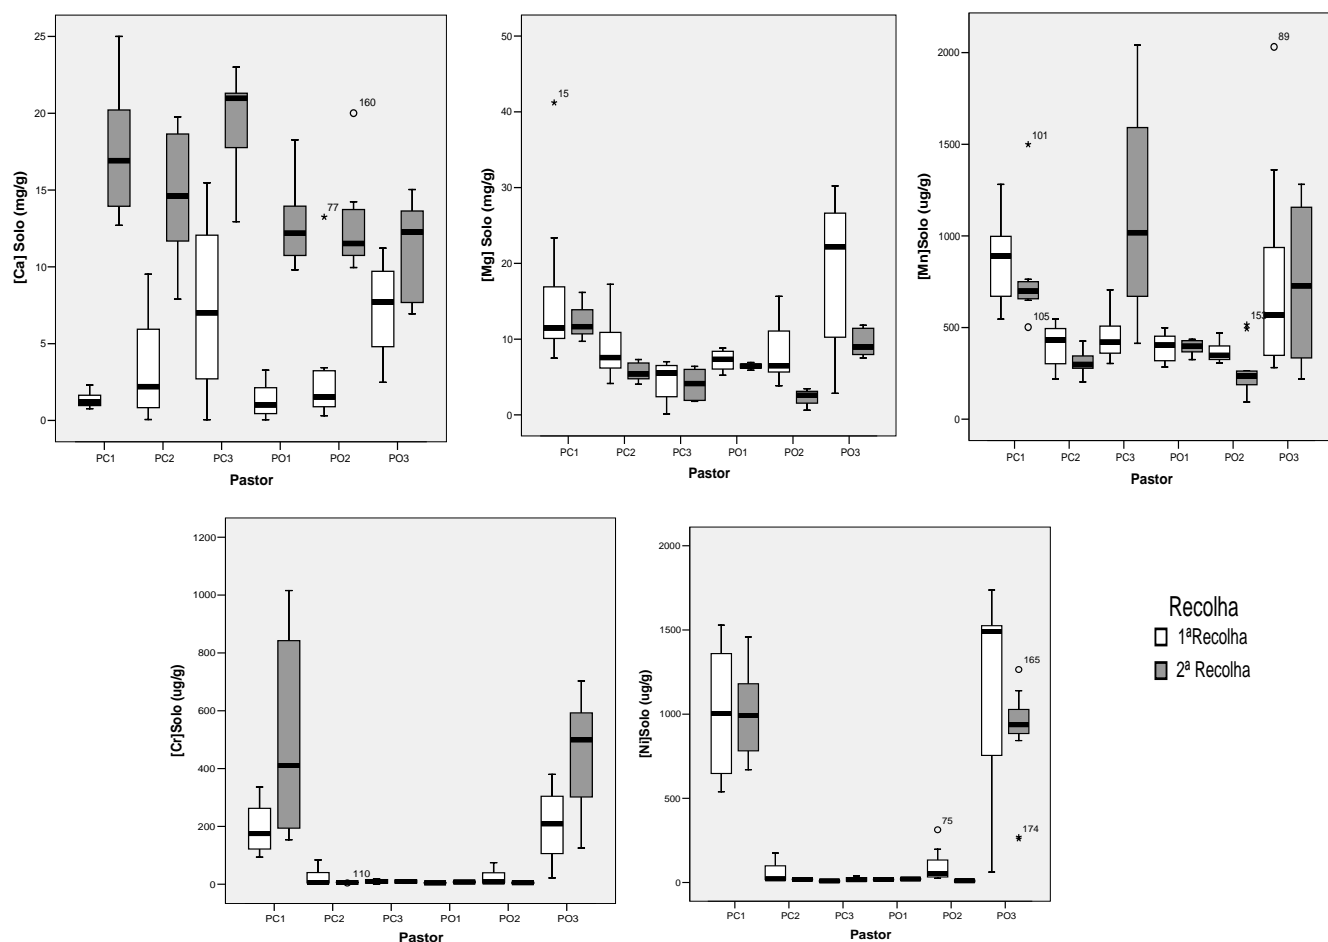 [Ca] Solo (mg/g)
25
20
15
10
5
0
160
77
PC1 PC2 PC3 PO1 PO2 PO3
Pastor
[Mg] Solo (mg/g)
50
40
30
20
10
0
15
PC1 PC2 PC3 PO1 PO2 PO3
Pastor
[Mn]Solo (ug/g)
2000
1500
1000
500
0
89
101
105
153
PC1 PC2 PC3 PO1 PO2 PO3
Pastor
[Cr]Solo (ug/g)
1200
1000
800
600
400
200
0
110
PC1 PC2 PC3 PO1 PO2 PO3
Pastor
[Ni]Solo (ug/g)
2000
1500
1000
500
0
165
75
174
PC1 PC2 PC3 PO1 PO2 PO3
Pastor
Recolha
1ªRecolha
2ª Recolha